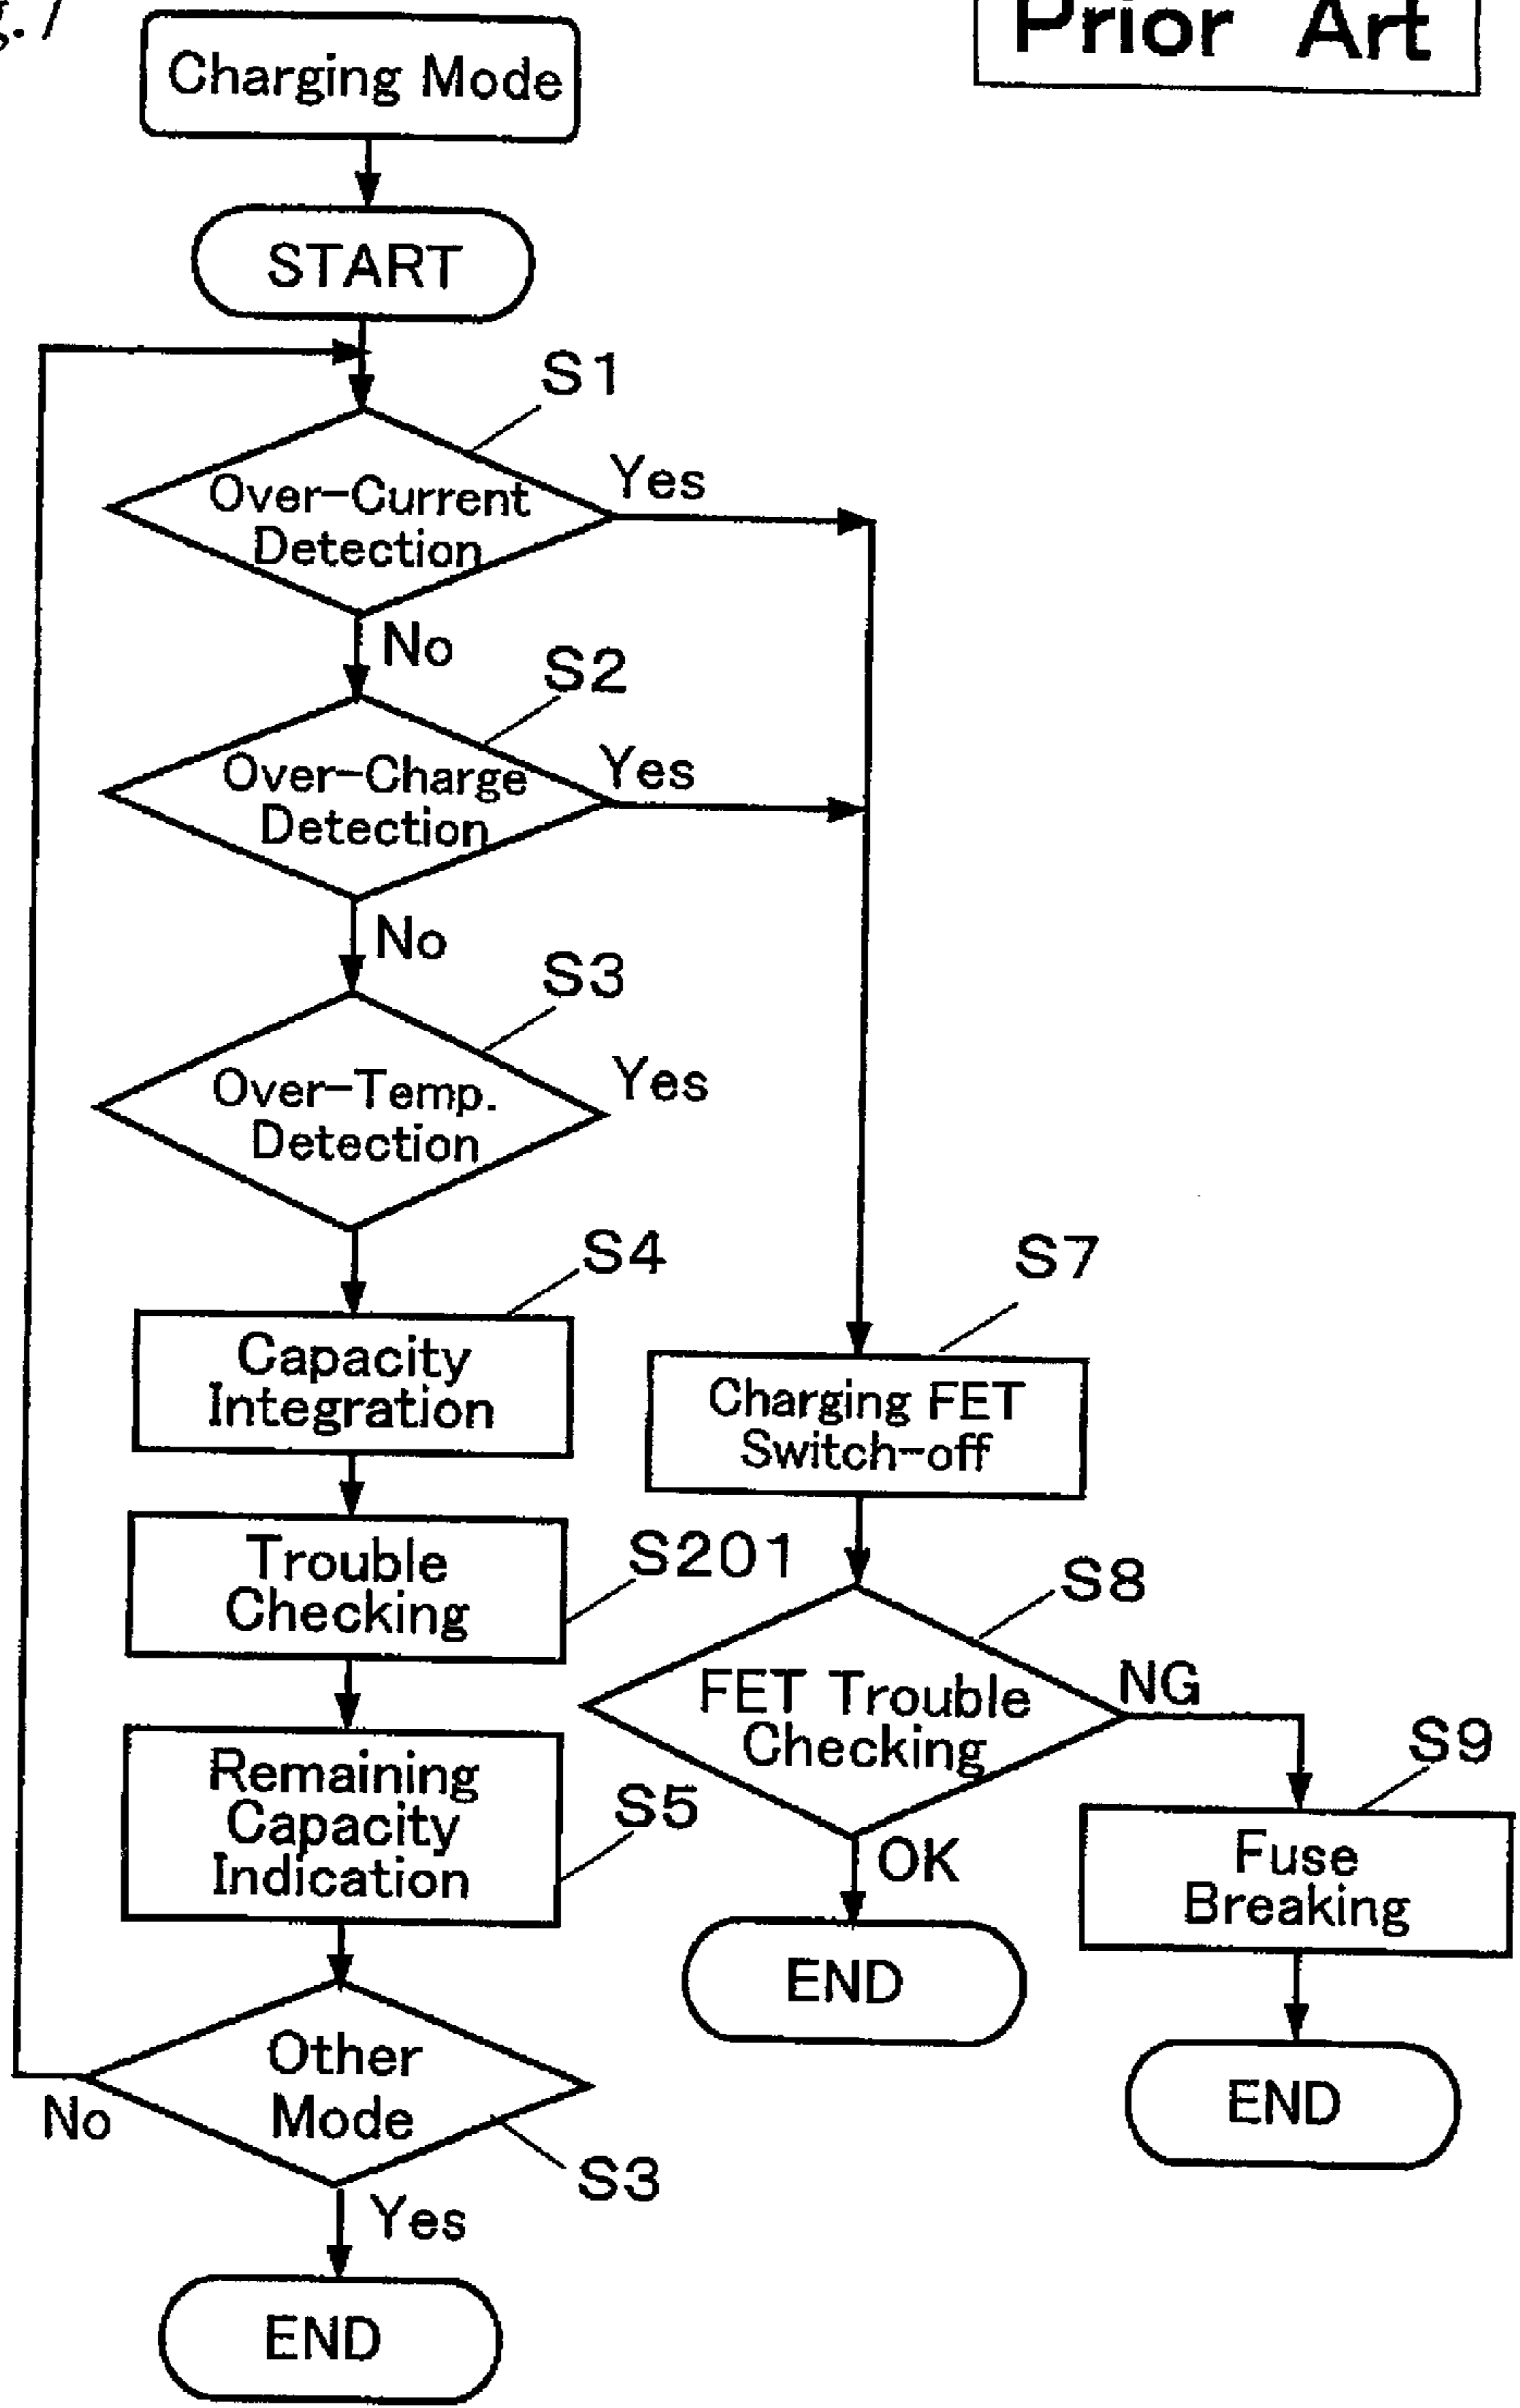 Prior Art
Charging Mode
START
S1
Over-Current
Detection
Yes
No
S2
Over-Charge
Detection
Yes
No
S3
Over-Temp.
Detection
Yes
S4
Capacity
Integration
S7
Charging FET
Switch-off
Trouble
Checking
S201
S8
FET Trouble
Checking
NG
OK
S9
Fuse
Breaking
END
END
Remaining
Capacity
Indication
S5
Other
Mode
No
S3
Yes
END